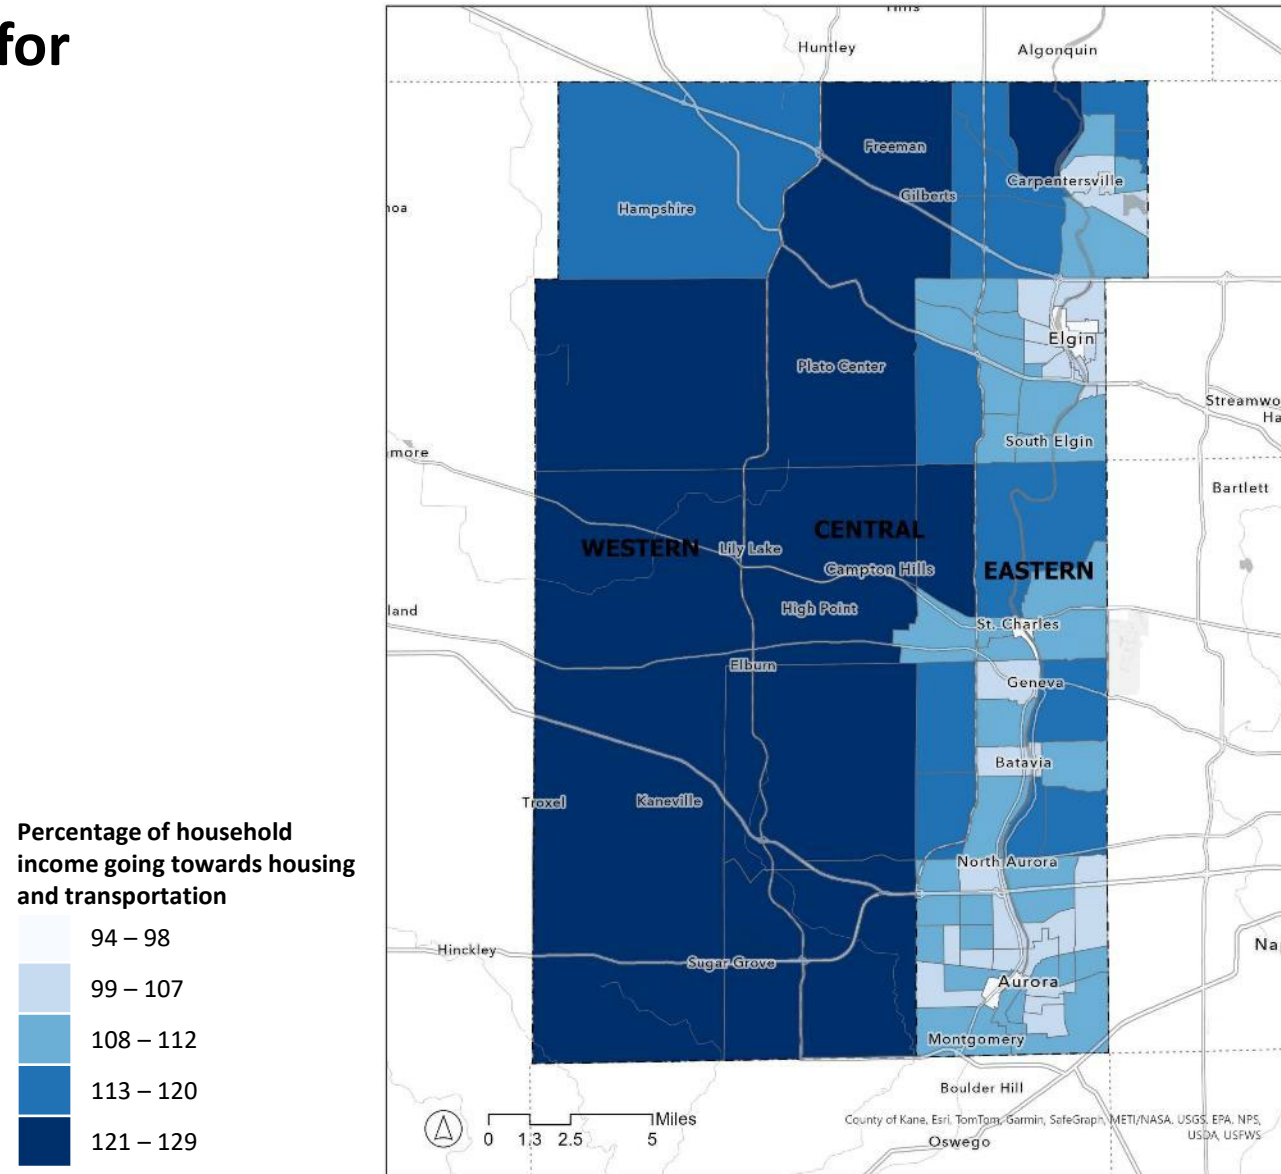 for
Huntley
Algonquin
Freeman
Carpentersville
Gilberts
noa
Hampshire
Elgin
Plato Center
Streamwo
Ha
South Elgin
more
Bartlett
CENTRAL
WESTERN
Lily Lake
Campton Hills
EASTERN
land
High Point
St. Charles
Elburn
Geneva
Batavia
Troxel
Kaneville
Percentage of household
income going towards housing
and transportation
94 – 98
99 – 107
108 – 112
113 – 120
121 – 129
North Aurora
Hinckley
Na
Sugar Grove
Aurora
Montgomery
Boulder Hill
Miles
0 1.3 2.5 5
County of Kane, Esri, TomTom, Garmin, SafeGraph, METI/NASA, USGS, EPA, NPS,
USDA, USFWS
Oswego